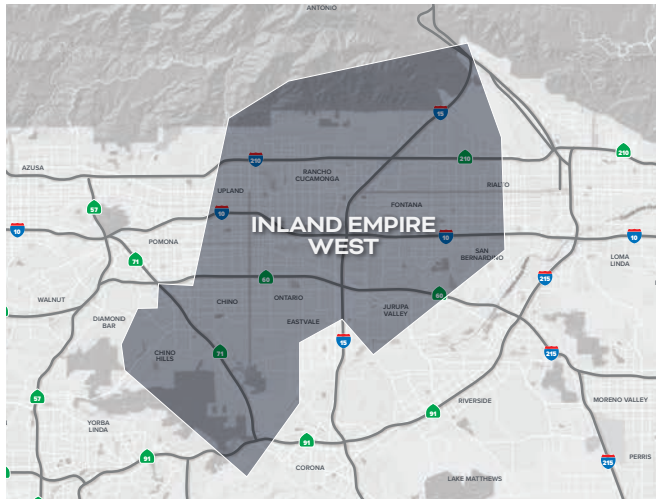 ANTONIO
15
210
210
210
AZUSA
RANCHO
CUCAMONGA
UPLAND
RIALTO
57
FONTANA
10
INLAND EMPIRE
WEST
10
10
10
POMONA
SAN
BERNARDINO
71
LOMA
LINDA
60
215
WALNUT
CHINO
ONTARIO
60
JURUPA
VALLEY
DIAMOND
BAR
EASTVALE
15
CHINO
HILLS
71
215
57
RIVERSIDE
MORENO VALLEY
91
YORBA
LINDA
91
91
CORONA
PERRIS
215
LAKE MATTHEWS